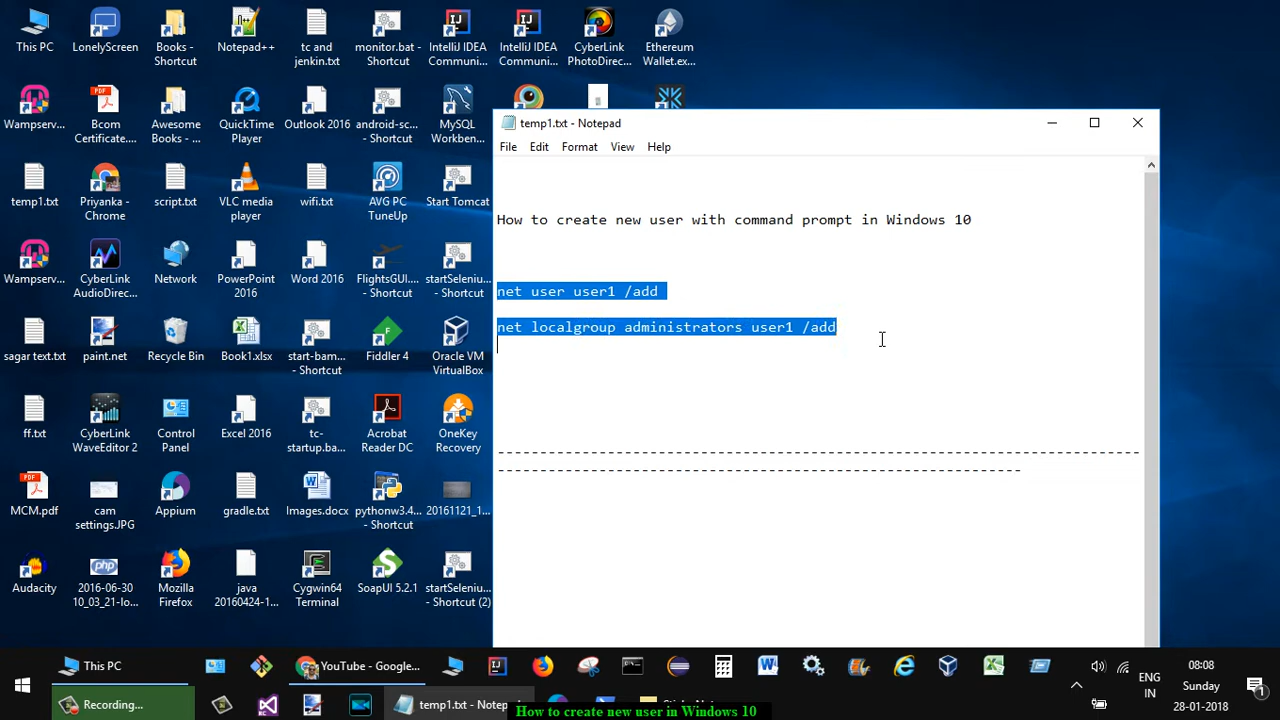 This PC
LonelyScreen
Books -
Shortcut
Notepad++
tc and
jenkin.txt
monitor.bat -
Shortcut
IntelliJ IDEA
Communi...
IntelliJ IDEA
Communi...
CyberLink
PhotoDirec...
Ethereum
Wallet.ex...
Wampserv...
Bcom
Certificate....
Awesome
Books - ...
QuickTime
Player
Outlook 2016
android-sc...
- Shortcut
MySQL
Workben...
temp1.txt
Priyanka -
Chrome
script.txt
VLC media
player
wifi.txt
AVG PC
TuneUp
Start Tomcat
Wampserv...
CyberLink
AudioDirec...
Network
PowerPoint
2016
Word 2016
FlightsGUI....
- Shortcut
startSeleniu...
- Shortcut
sagar text.txt
paint.net
Recycle Bin
Book1.xlsx
start-bam...
- Shortcut
Fiddler 4
Oracle VM
VirtualBox
ff.txt
CyberLink
WaveEditor 2
Control
Panel
Excel 2016
tc-
startup.ba...
Acrobat
Reader DC
OneKey
Recovery
MCM.pdf
cam
settings.JPG
Appium
gradle.txt
Images.docx
pythonw3.4...
- Shortcut
20161121_1...
Audacity
2016-06-30
10_03_21-lo...
Mozilla
Firefox
java
20160424-1...
Cygwin64
Terminal
SoapUI 5.2.1
startSeleniu...
- Shortcut (2)
temp1.txt - Notepad
File Edit Format View Help
How to create new user with command prompt in Windows 10
net user user1 /add
net localgroup administrators user1 /add
----------------------------------------------------------------------------
--------------------------------------------------------------
This PC
YouTube - Google...
Recording...
temp1.txt - Notep
ENG
IN
08:08
Sunday
28-01-2018
1
How to create new user in Windows 10